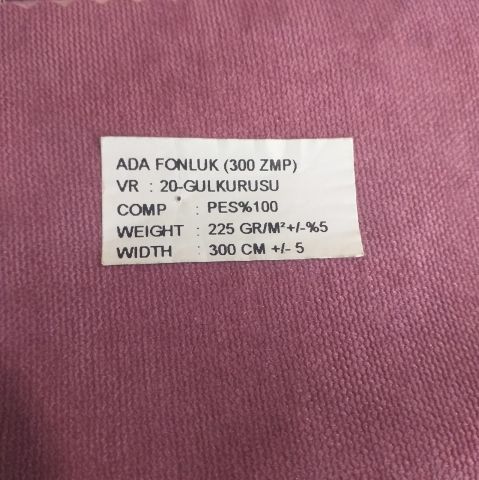 ADA FONLUK (300 ZMP)
VR : 20-GULKURUSU
COMP : PES%100
WEIGHT : 225 GR/M²+/-%5
WIDTH : 300 CM +/- 5